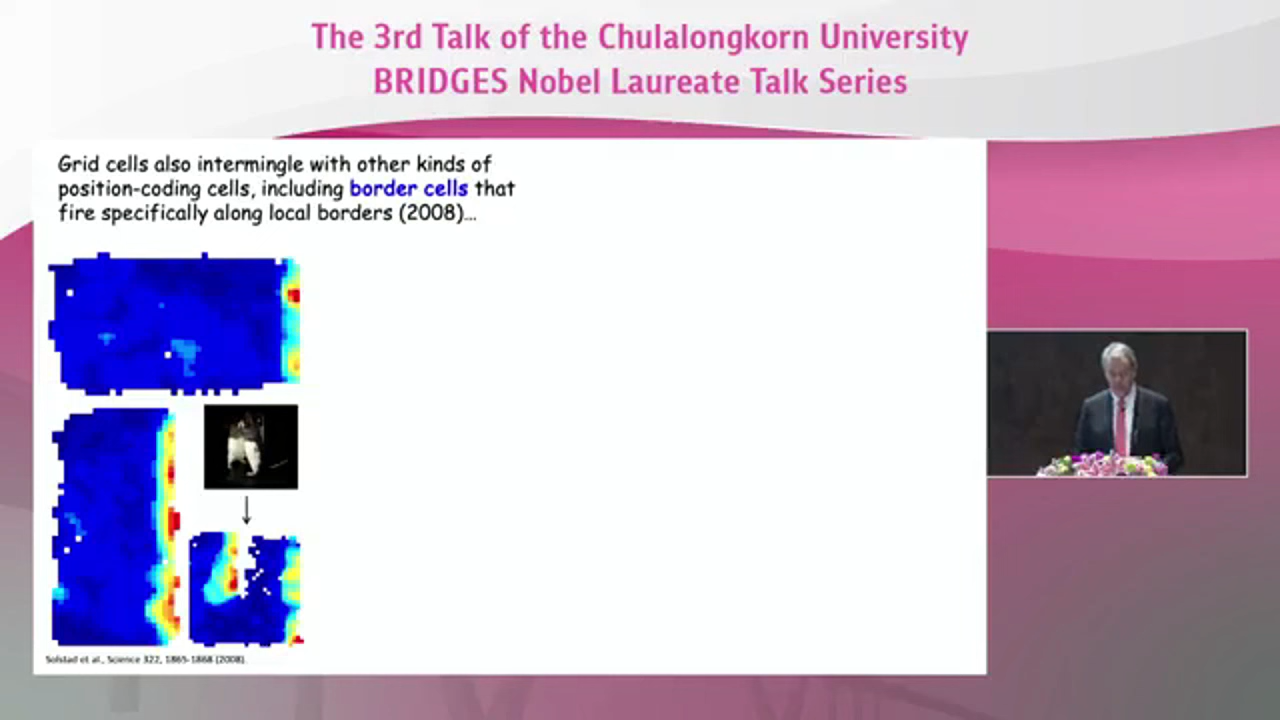 The 3rd Talk of the Chulalongkorn University
BRIDGES Nobel Laureate Talk Series
Grid cells also intermingle with other kinds of
position-coding cells, including border cells that
fire specifically along local borders (2008)…
Solstad et al., Science 322, 1865-1868 (2008).